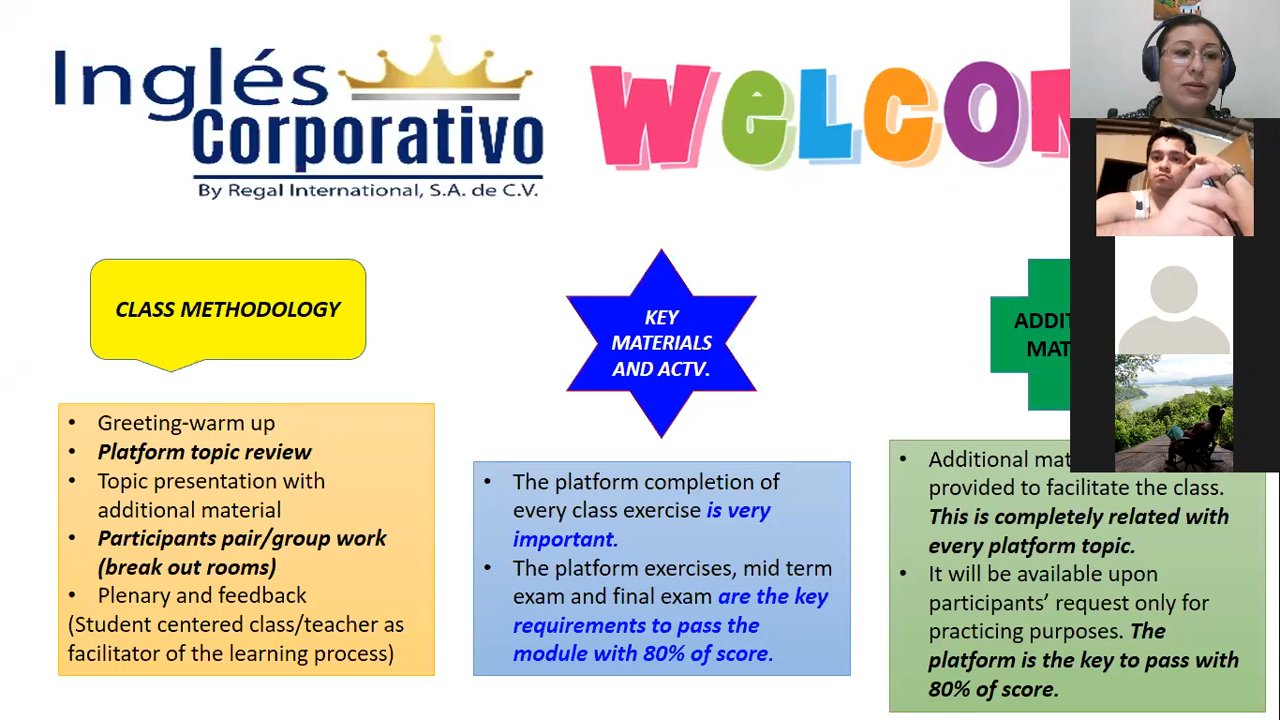 Inglés
Corporativo
By Regal International, S.A. de C.V.
CLASS METHODOLOGY
• Greeting-warm up
• Platform topic review
• Topic presentation with
additional material
• Participants pair/group work
(break out rooms)
• Plenary and feedback
(Student centered class/teacher as
facilitator of the learning process)
KEY
MATERIALS
AND ACTV.
• The platform completion of
every class exercise is very
important.
• The platform exercises, mid term
exam and final exam are the key
requirements to pass the
module with 80% of score.
• Additional
provided to facilitate the class.
This is completely related with
every platform topic.
• It will be available upon
participants’ request only for
practicing purposes. The
platform is the key to pass with
80% of score.